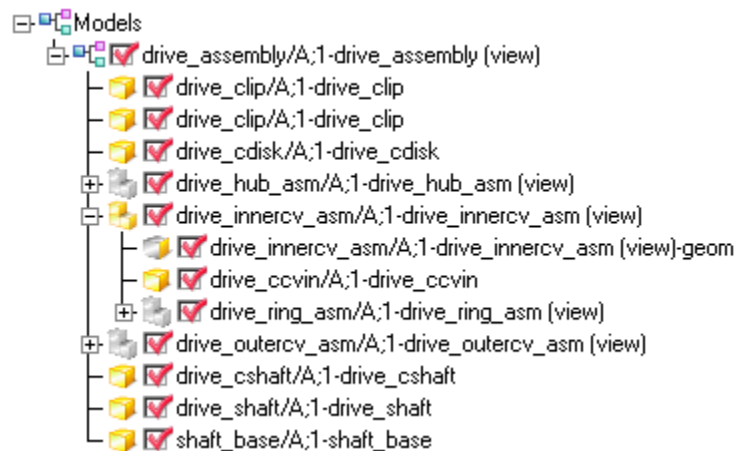 Models
drive_assembly/A;1-drive_assembly (view)
drive_clip/A;1-drive_clip
drive_clip/A;1-drive_clip
drive_cdisk/A;1-drive_cdisk
drive_hub_asm/A;1-drive_hub_asm (view)
drive_innercv_asm/A;1-drive_innercv_asm (view)
drive_innercv_asm/A;1-drive_innercv_asm (view)-geom
drive_ccvin/A;1-drive_ccvin
drive_ring_asm/A;1-drive_ring_asm (view)
drive_outercv_asm/A;1-drive_outercv_asm (view)
drive_cshaft/A;1-drive_cshaft
drive_shaft/A;1-drive_shaft
shaft_base/A;1-shaft_base